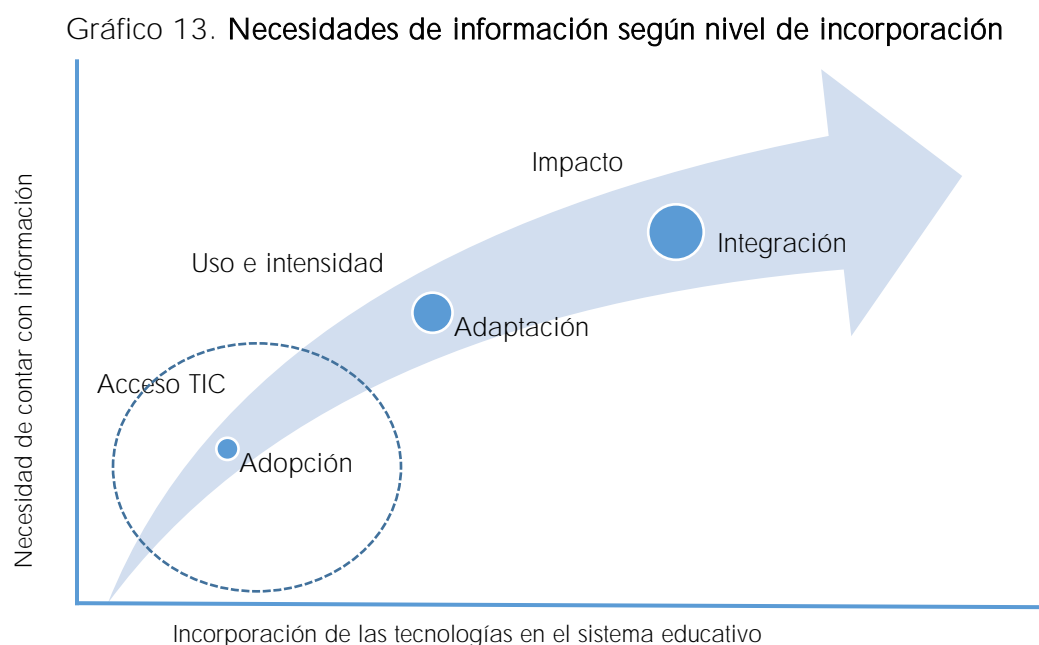 Gráfico 13. Necesidades de información según nivel de incorporación
Necesidad de contar con información
Impacto
Integración
Uso e intensidad
Adaptación
Acceso TIC
Adopción
Incorporación de las tecnologías en el sistema educativo